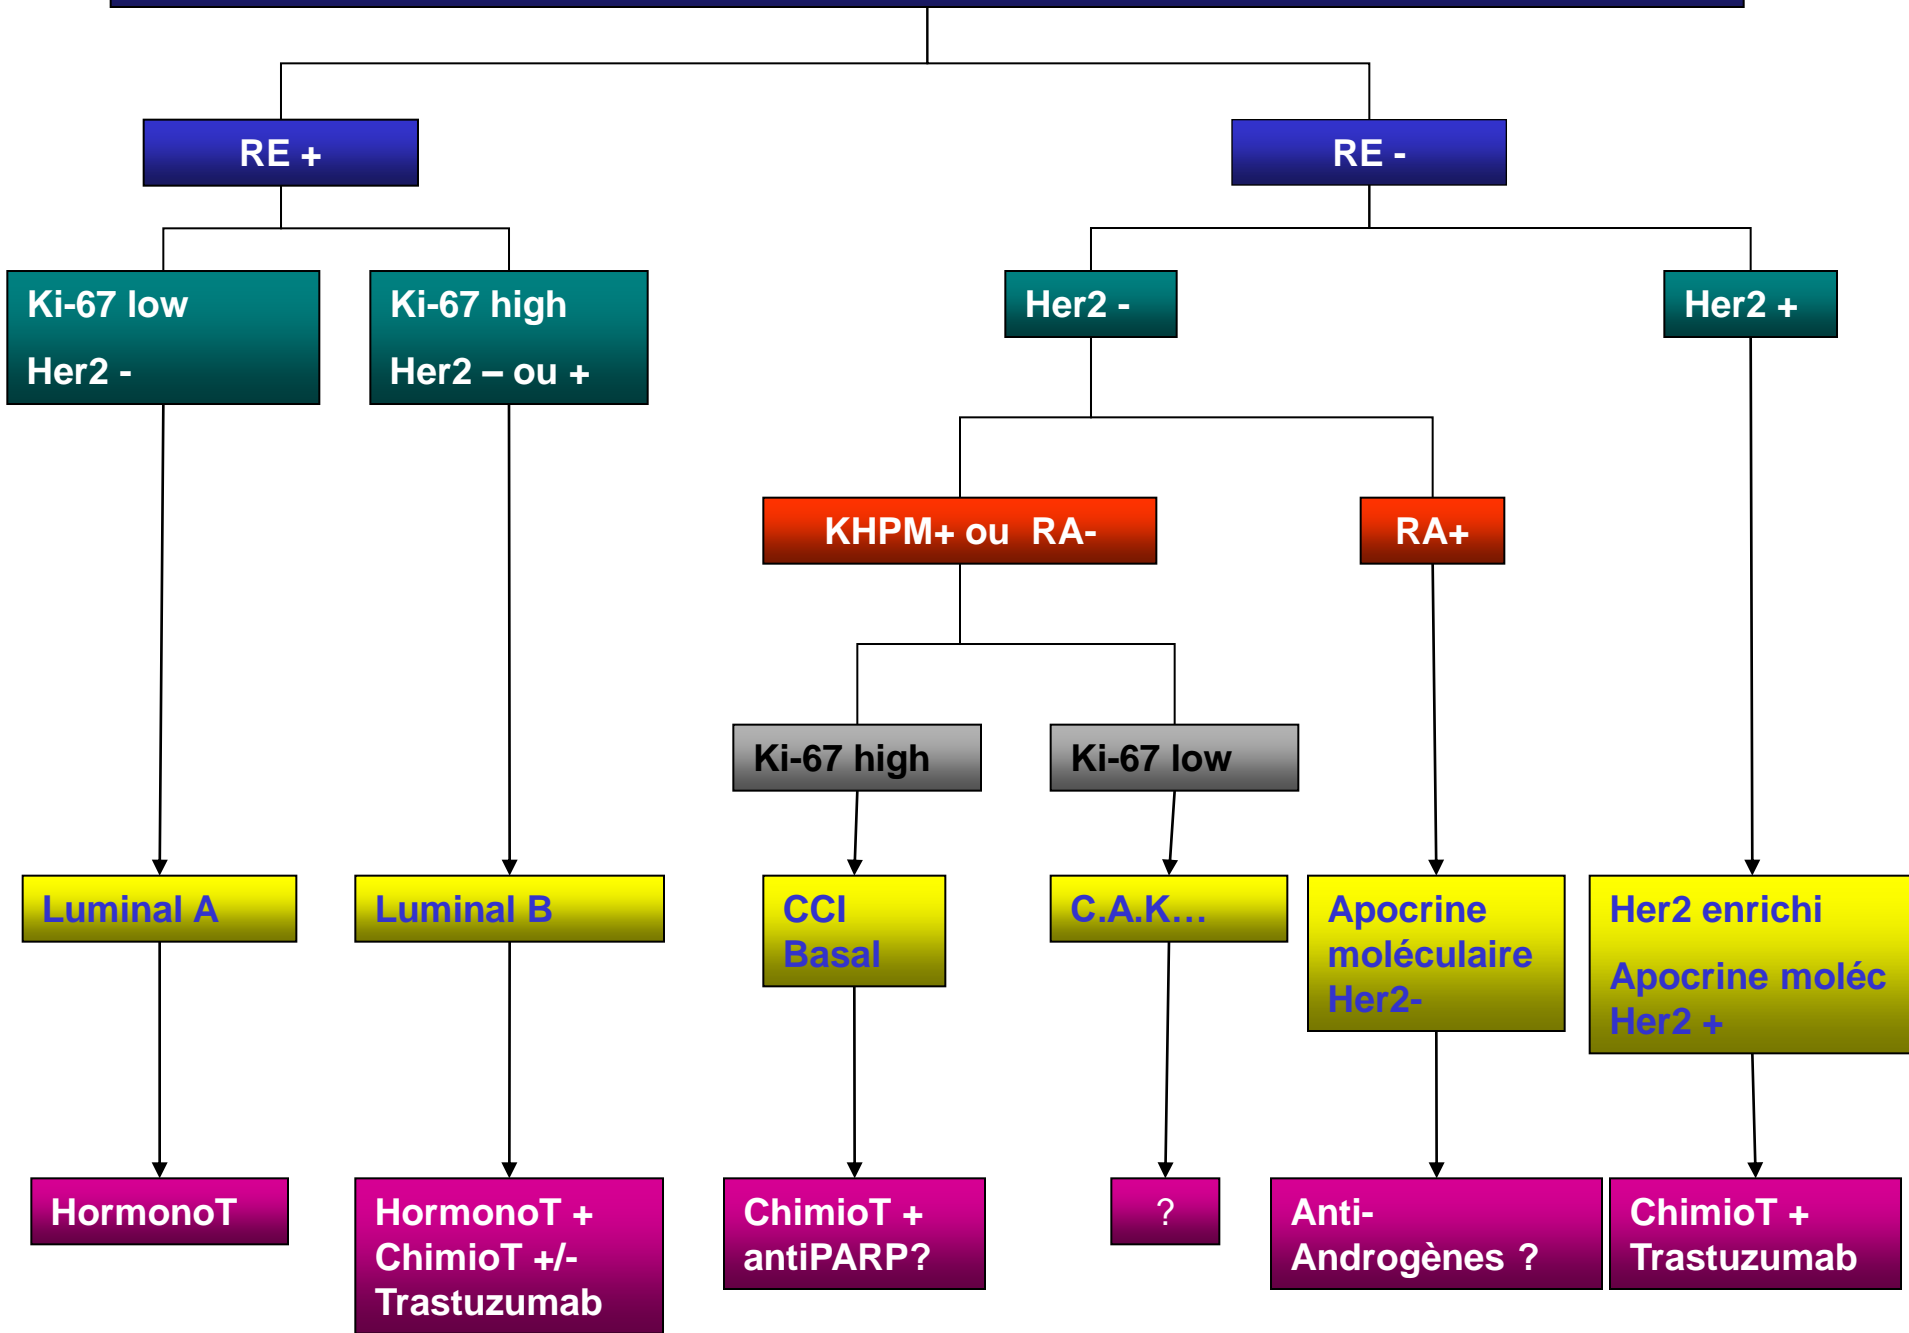 RE +
RE -
Ki-67 low
Her2 -
Ki-67 high
Her2 – ou +
Her2 -
Her2 +
KHPM+ ou  RA-
RA+
Ki-67 high
Ki-67 low
Luminal A
Luminal B
CCI
Basal
C.A.K…
Apocrine
moléculaire
Her2-
Her2 enrichi
Apocrine moléc
Her2 +
HormonoT
HormonoT +
ChimioT +/-
Trastuzumab
ChimioT +
antiPARP?
?
Anti-
Androgènes ?
ChimioT +
Trastuzumab